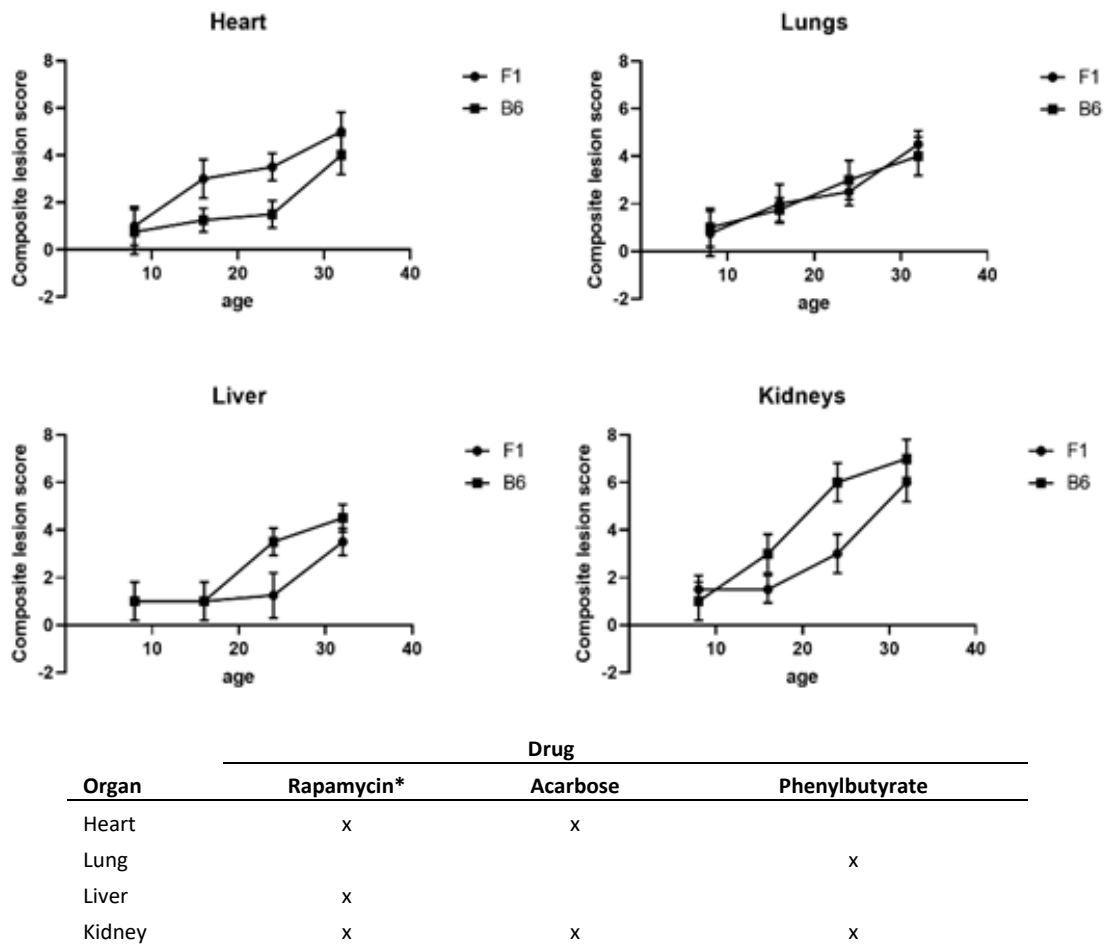 Heart
Composite lesion score
8
6
4
2
0
-2
10 20 30 40
age
F1
B6
Lungs
Composite lesion score
8
6
4
2
0
-2
10 20 30 40
age
F1
B6
Liver
Composite lesion score
8
6
4
2
0
-2
10 20 30 40
age
F1
B6
Kidneys
Composite lesion score
8
6
4
2
0
-2
10 20 30 40
age
F1
B6
Drug
Organ Rapamycin* Acarbose Phenylbutyrate
Heart x x
Lung x
Liver x
Kidney x x x